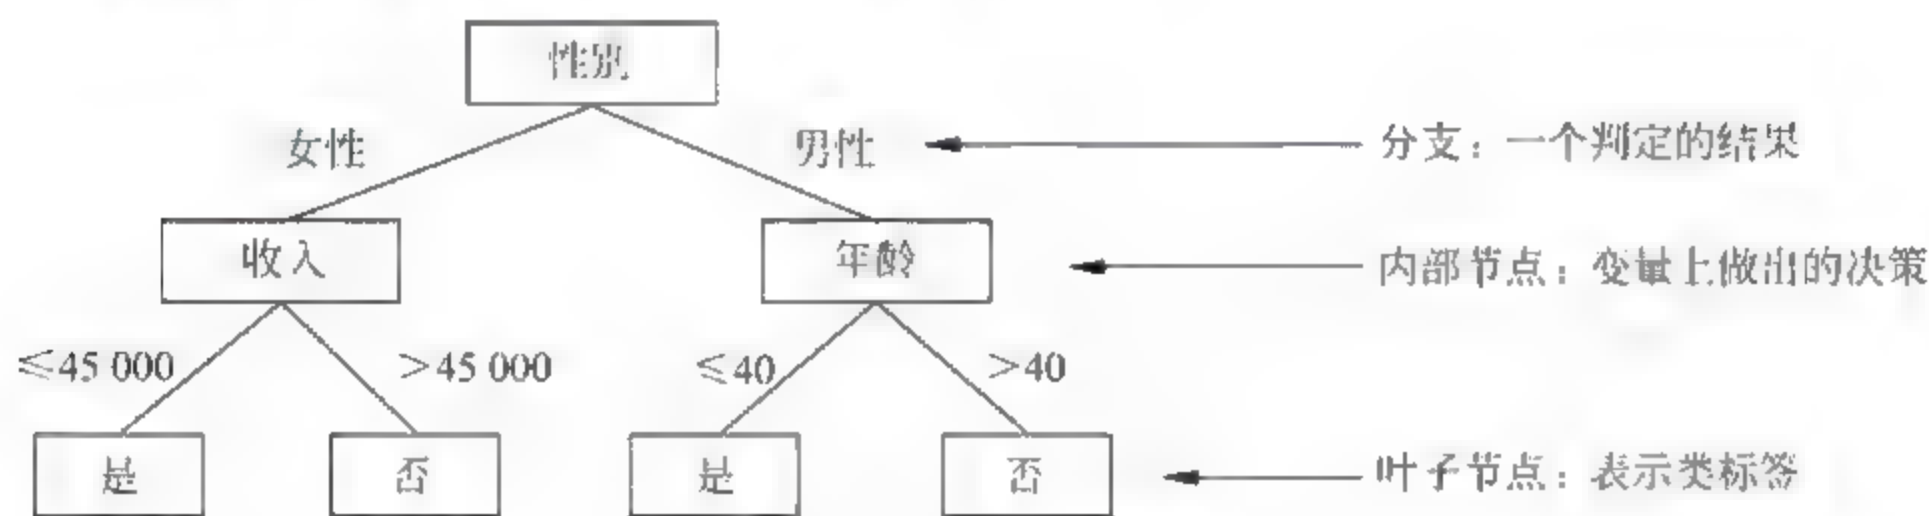 性别
女性
男性
分支：一个判定的结果
收入
年龄
内部节点：变量上做出的决策
≤45 000
>45 000
≤40
>40
是
否
是
否
叶子节点：表示类标签